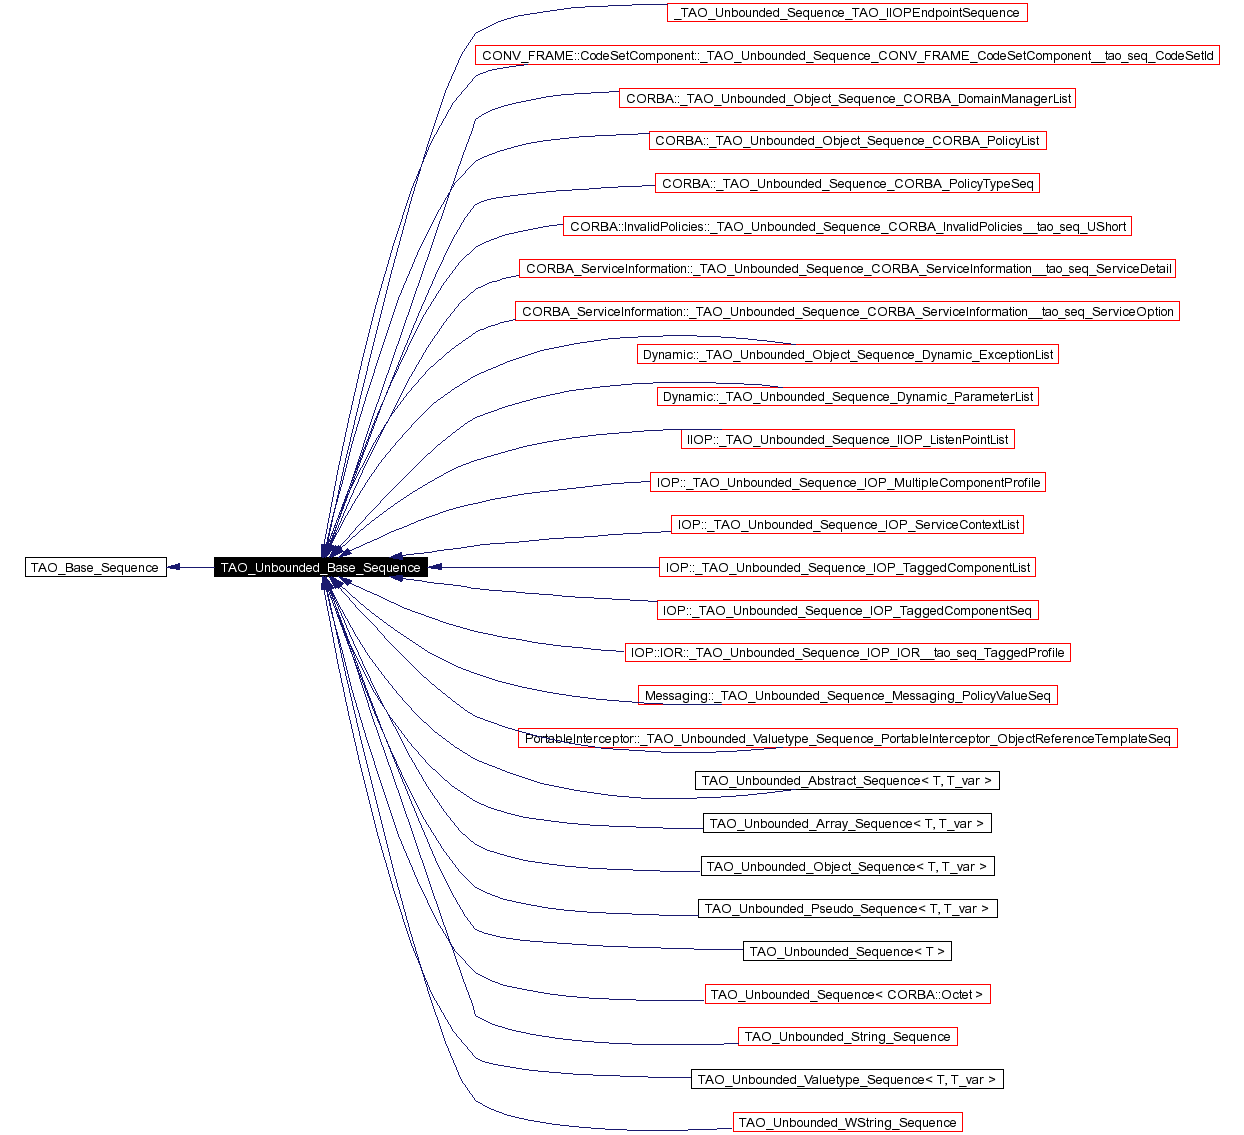 _TAO_Unbounded_Sequence_TAO_IIOPEndpointSequence
CONV_FRAME::CodeSetComponent::_TAO_Unbounded_Sequence_CONV_FRAME_CodeSetComponent__tao_seq_CodeSetId
CORBA::_TAO_Unbounded_Object_Sequence_CORBA_DomainManagerList
CORBA::_TAO_Unbounded_Object_Sequence_CORBA_PolicyList
CORBA::_TAO_Unbounded_Sequence_CORBA_PolicyTypeSeq
CORBA::InvalidPolicies::_TAO_Unbounded_Sequence_CORBA_InvalidPolicies__tao_seq_UShort
CORBA_ServiceInformation::_TAO_Unbounded_Sequence_CORBA_ServiceInformation__tao_seq_ServiceDetail
CORBA_ServiceInformation::_TAO_Unbounded_Sequence_CORBA_ServiceInformation__tao_seq_ServiceOption
Dynamic::_TAO_Unbounded_Object_Sequence_Dynamic_ExceptionList
Dynamic::_TAO_Unbounded_Sequence_Dynamic_ParameterList
IIOP::_TAO_Unbounded_Sequence_IIOP_ListenPointList
IOP::_TAO_Unbounded_Sequence_IOP_MultipleComponentProfile
IOP::_TAO_Unbounded_Sequence_IOP_ServiceContextList
TAO_Base_Sequence
TAO_Unbounded_Base_Sequence
IOP::_TAO_Unbounded_Sequence_IOP_TaggedComponentList
IOP::_TAO_Unbounded_Sequence_IOP_TaggedComponentSeq
IOP::IOR::_TAO_Unbounded_Sequence_IOP_IOR__tao_seq_TaggedProfile
Messaging::_TAO_Unbounded_Sequence_Messaging_PolicyValueSeq
PortableInterceptor::_TAO_Unbounded_Valuetype_Sequence_PortableInterceptor_ObjectReferenceTemplateSeq
TAO_Unbounded_Abstract_Sequence< T, T_var >
TAO_Unbounded_Array_Sequence< T, T_var >
TAO_Unbounded_Object_Sequence< T, T_var >
TAO_Unbounded_Pseudo_Sequence< T, T_var >
TAO_Unbounded_Sequence< T >
TAO_Unbounded_Sequence< CORBA::Octet >
TAO_Unbounded_String_Sequence
TAO_Unbounded_Valuetype_Sequence< T, T_var >
TAO_Unbounded_WString_Sequence